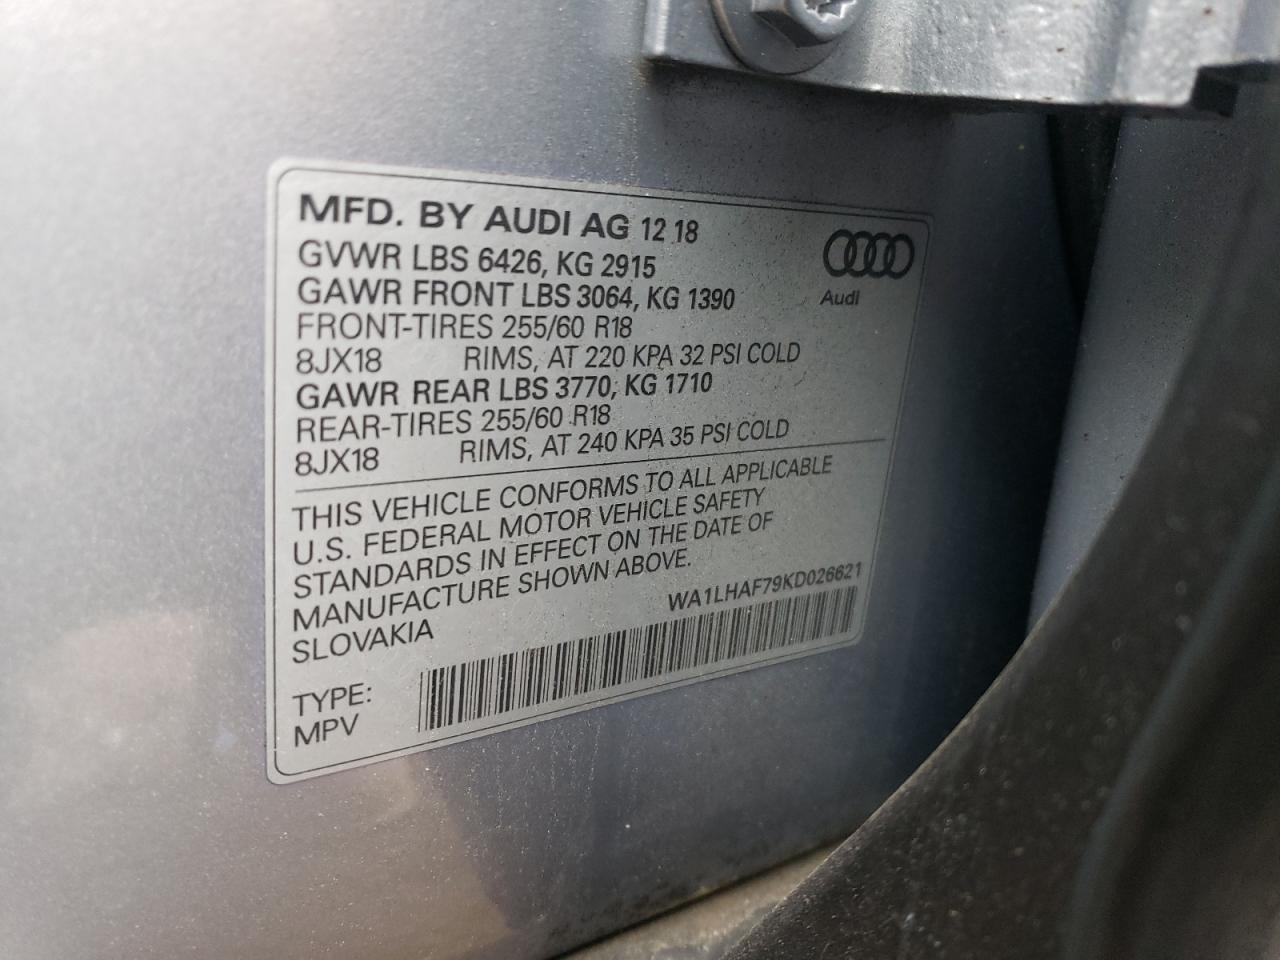 MFD. BY AUDI AG 12 18
GVWR LBS 6426, KG 2915
GAWR FRONT LBS 3064, KG 1390
FRONT-TIRES 255/60 R18
8JX18 RIMS, AT 220 KPA 32 PSI COLD
GAWR REAR LBS 3770, KG 1710
REAR-TIRES 255/60 R18
8JX18 RIMS, AT 240 KPA 35 PSI COLD
Audi
THIS VEHICLE CONFORMS TO ALL APPLICABLE
U.S. FEDERAL MOTOR VEHICLE SAFETY
STANDARDS IN EFFECT ON THE DATE OF
MANUFACTURE SHOWN ABOVE.
SLOVAKIA
WA1LHAF79KD026621
TYPE:
MPV